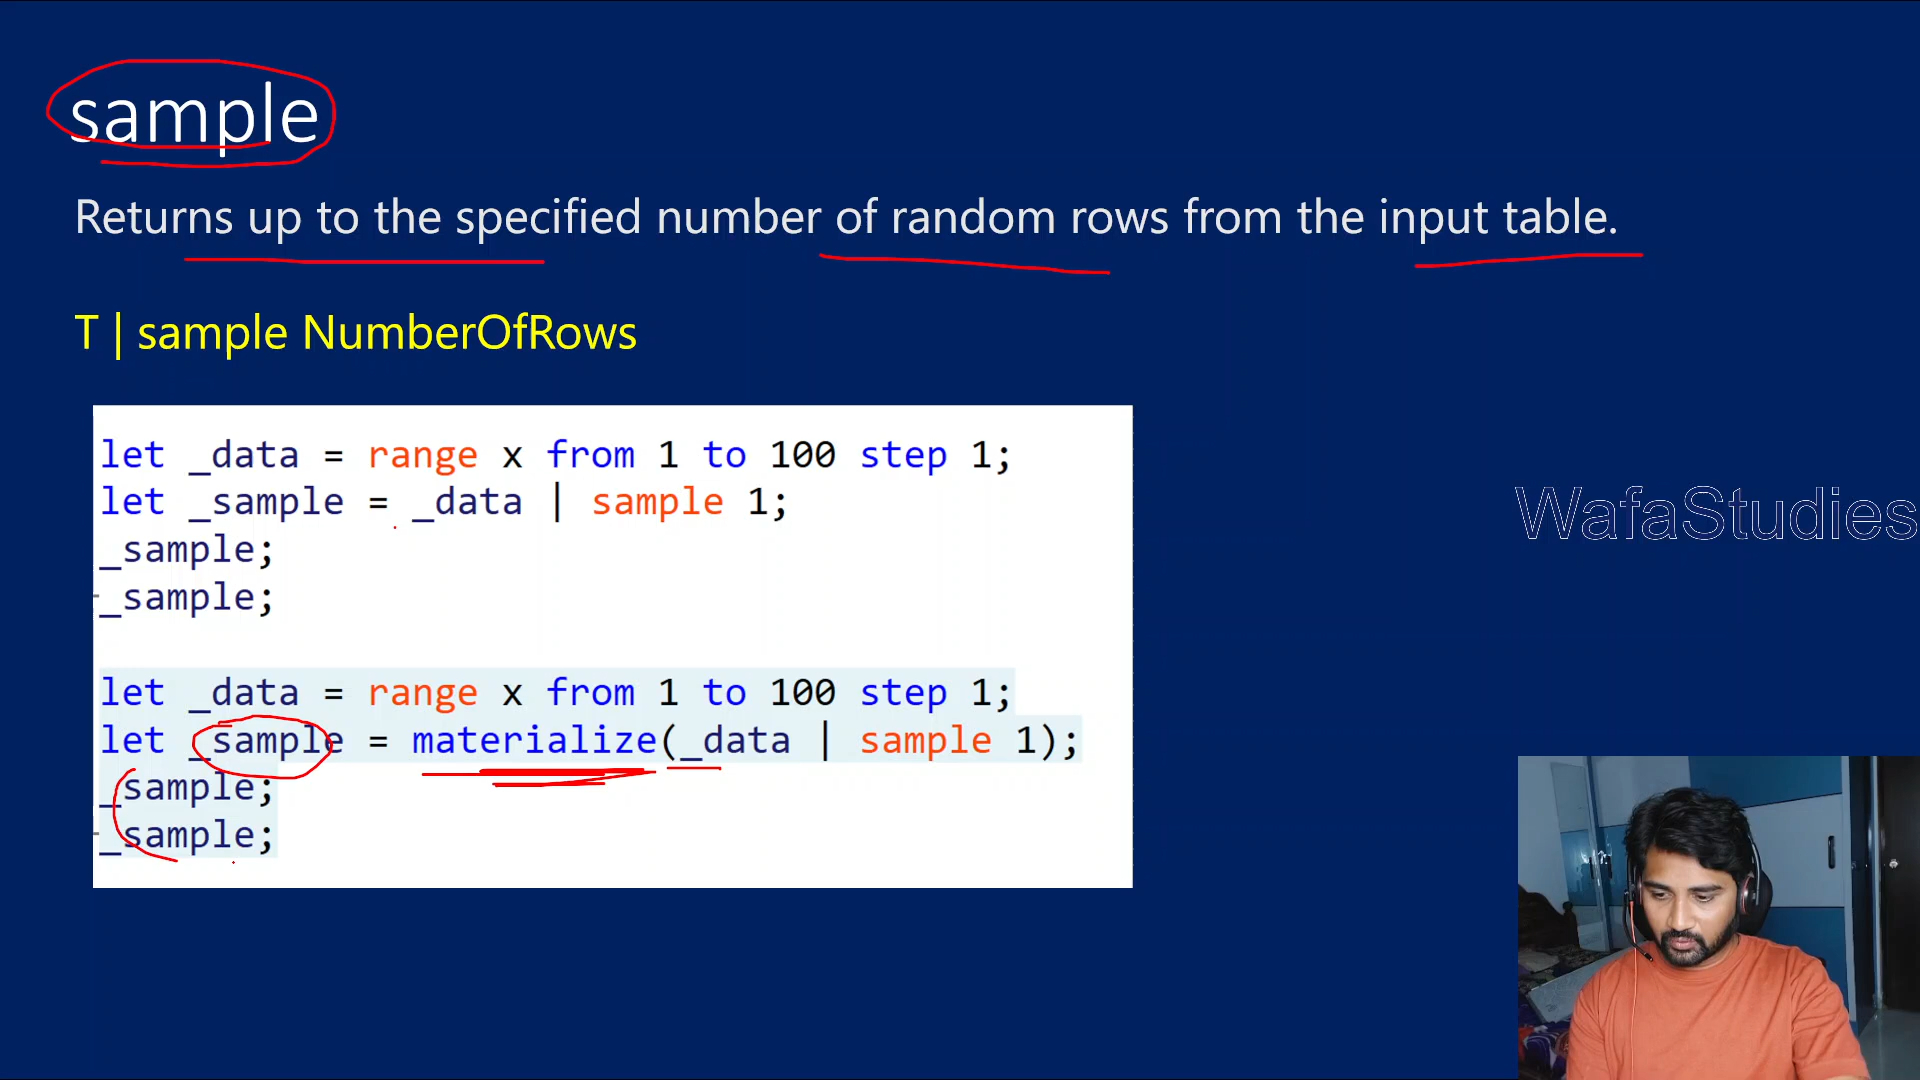 sample
Returns up to the specified number of random rows from the input table.
T | sample NumberOfRows
let _data = range x from 1 to 100 step 1;
let _sample = _data | sample 1;
_sample;
_sample;
let _data = range x from 1 to 100 step 1;
let _sample = materialize(_data | sample 1);
_sample;
_sample;
WafaStudies